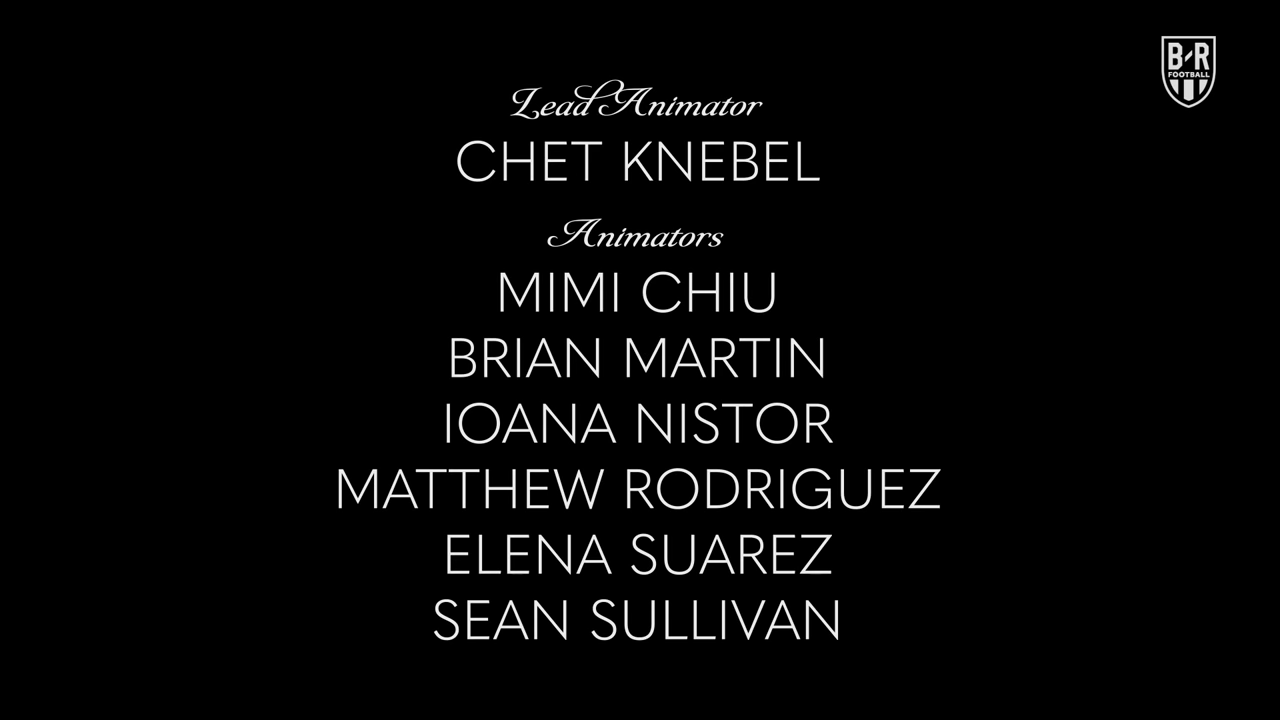 B/R
FOOTBALL
Lead Animator
CHET KNEBEL
Animators
MIMI CHIU
BRIAN MARTIN
IOANA NISTOR
MATTHEW RODRIGUEZ
ELENA SUAREZ
SEAN SULLIVAN